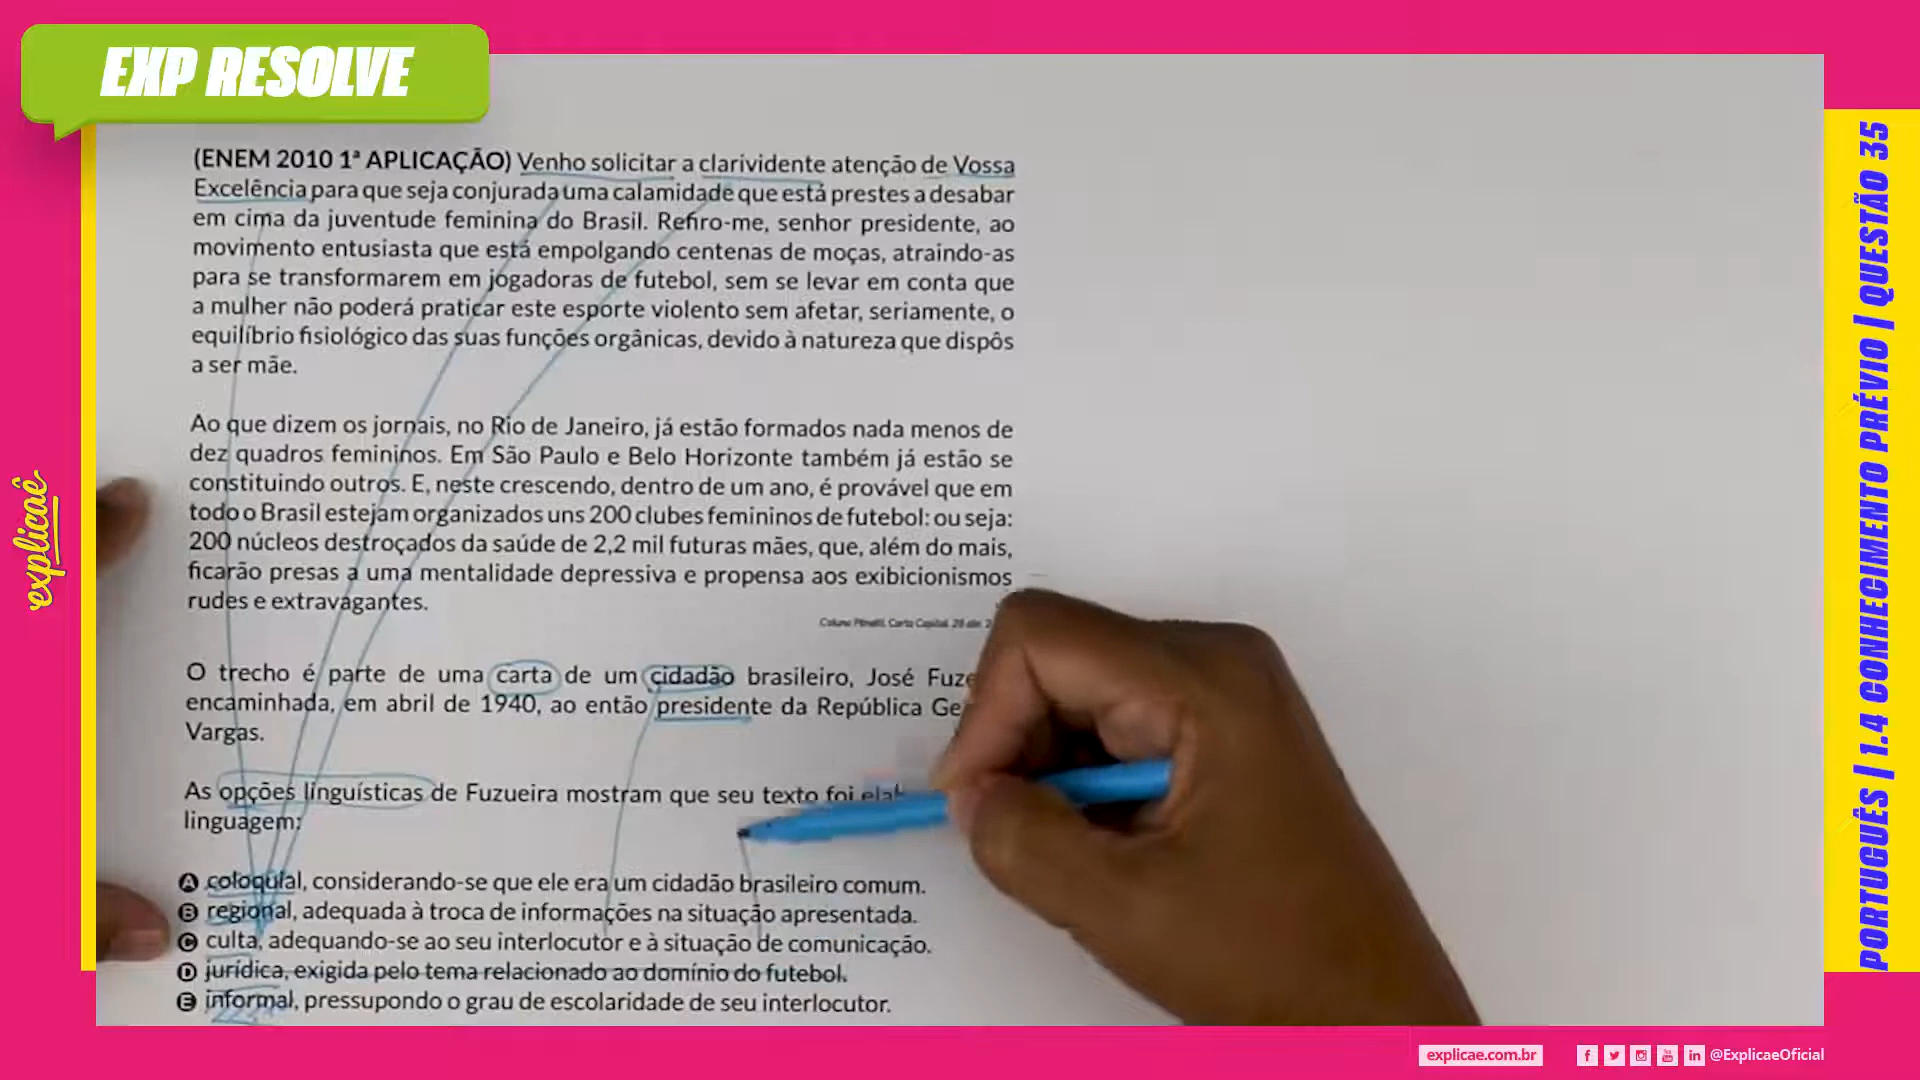 EXP RESOLVE
(ENEM 2010 1ª APLICAÇÃO) Venho solicitar a clarividente atenção de Vossa
Excelência para que seja conjurada uma calamidade que está prestes a desabar
em cima da juventude feminina do Brasil. Refiro-me, senhor presidente, ao
movimento entusiasta que está empolgando centenas de moças, atraindo-as
para se transformarem em jogadoras de futebol, sem se levar em conta que
a mulher não poderá praticar este esporte violento sem afetar, seriamente, o
equilíbrio fisiológico das suas funções orgânicas, devido à natureza que dispôs
a ser mãe.
Ao que dizem os jornais, no Rio de Janeiro, já estão formados nada menos de
dez quadros femininos. Em São Paulo e Belo Horizonte também já estão se
constituindo outros. E, neste crescendo, dentro de um ano, é provável que em
todo o Brasil estejam organizados uns 200 clubes femininos de futebol: ou seja:
200 núcleos destroçados da saúde de 2,2 mil futuras mães, que, além do mais,
ficarão presas a uma mentalidade depressiva e propensa aos exibicionismos
rudes e extravagantes.
Carta Capital. 28
O trecho é parte de uma carta de um cidadão brasileiro, José Fuze
encaminhada, em abril de 1940, ao então presidente da República Ge
Vargas.
As opções linguísticas de Fuzueira mostram que seu texto foi
linguagem:
A coloquial, considerando-se que ele era um cidadão brasileiro comum.
B regional, adequada à troca de informações na situação apresentada.
C culta, adequando-se ao seu interlocutor e à situação de comunicação.
D jurídica, exigida pelo tema relacionado ao domínio do futebol.
E informal, pressupondo o grau de escolaridade de seu interlocutor.
explicaê
PORTUGUÊS | 1.4 CONHECIMENTO PRÉVIO | QUESTÃO 35
explicae.com.br
@ExplicaeOficial